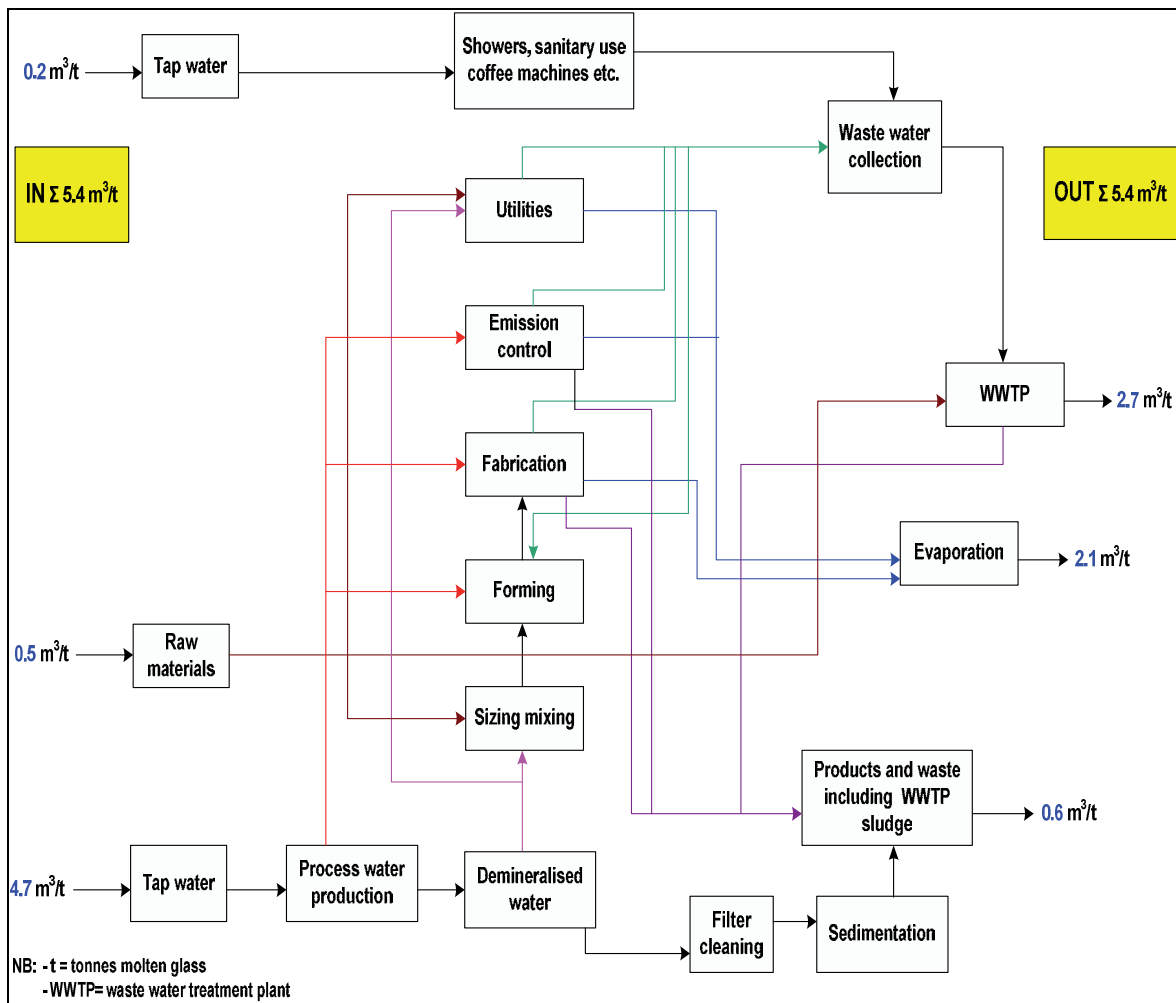 0.2 m³/t
Tap water
Showers, sanitary use
coffee machines etc.
Waste water
collection
IN Σ 5.4 m³/t
OUT Σ 5.4 m³/t
Utilities
Emission
control
WWTP
2.7 m³/t
Fabrication
Evaporation
2.1 m³/t
Forming
0.5 m³/t
Raw
materials
Sizing mixing
Products and waste
including WWTP
sludge
0.6 m³/t
4.7 m³/t
Tap water
Process water
production
Demineralised
water
Filter
cleaning
Sedimentation
NB: - t = tonnes molten glass
- WWTP= waste water treatment plant